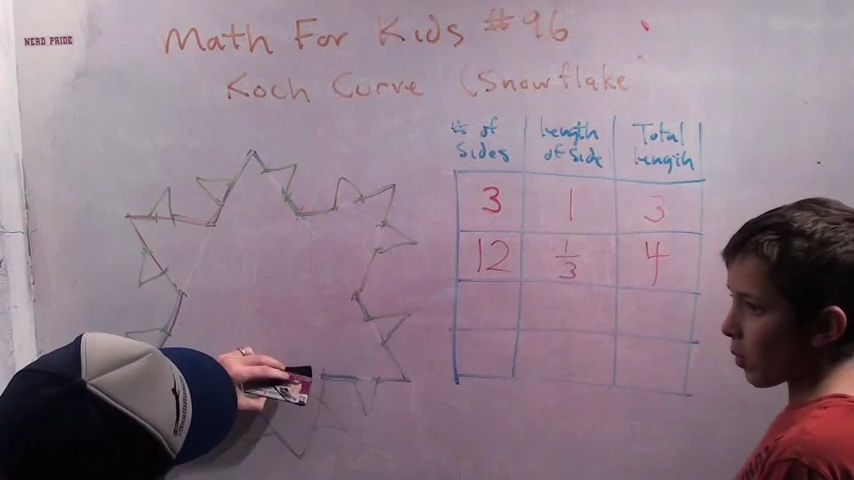 Math For Kids #96
NERD PRIDE
Koch Curve (Snowflake
# of Sides
length of side
Total length
3 1 3
12 1/3 4